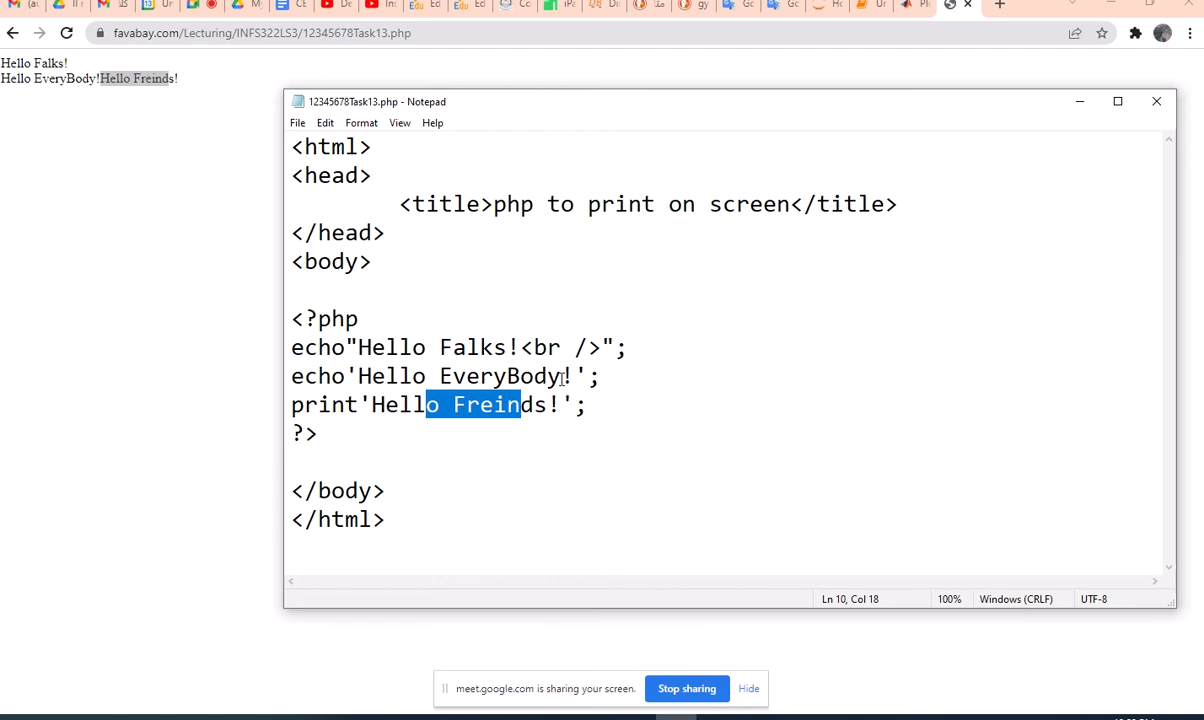 favabay.com/Lecturing/INFS322LS3/12345678Task13.php
Hello Falks!
Hello EveryBody!Hello Freinds!
12345678Task13.php - Notepad
File Edit Format View Help
<html>
<head>
<title>php to print on screen</title>
</head>
<body>
<?php
echo"Hello Falks!<br />";
echo'Hello EveryBody!';
print'Hello Freinds!';
?>
</body>
</html>
Ln 10, Col 18 100% Windows (CRLF) UTF-8
meet.google.com is sharing your screen. Stop sharing Hide